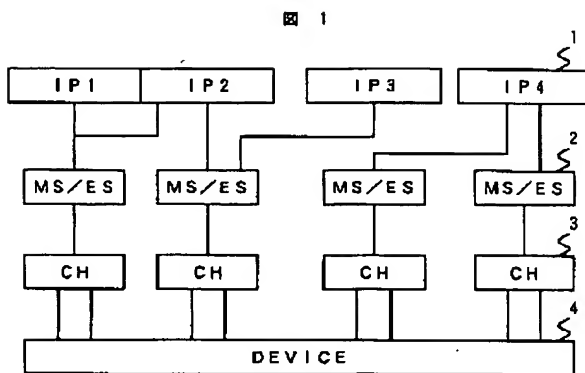 図 1
1
IP1 IP2 IP3 IP4
2
MS/ES MS/ES MS/ES MS/ES
3
CH CH CH CH
4
DEVICE